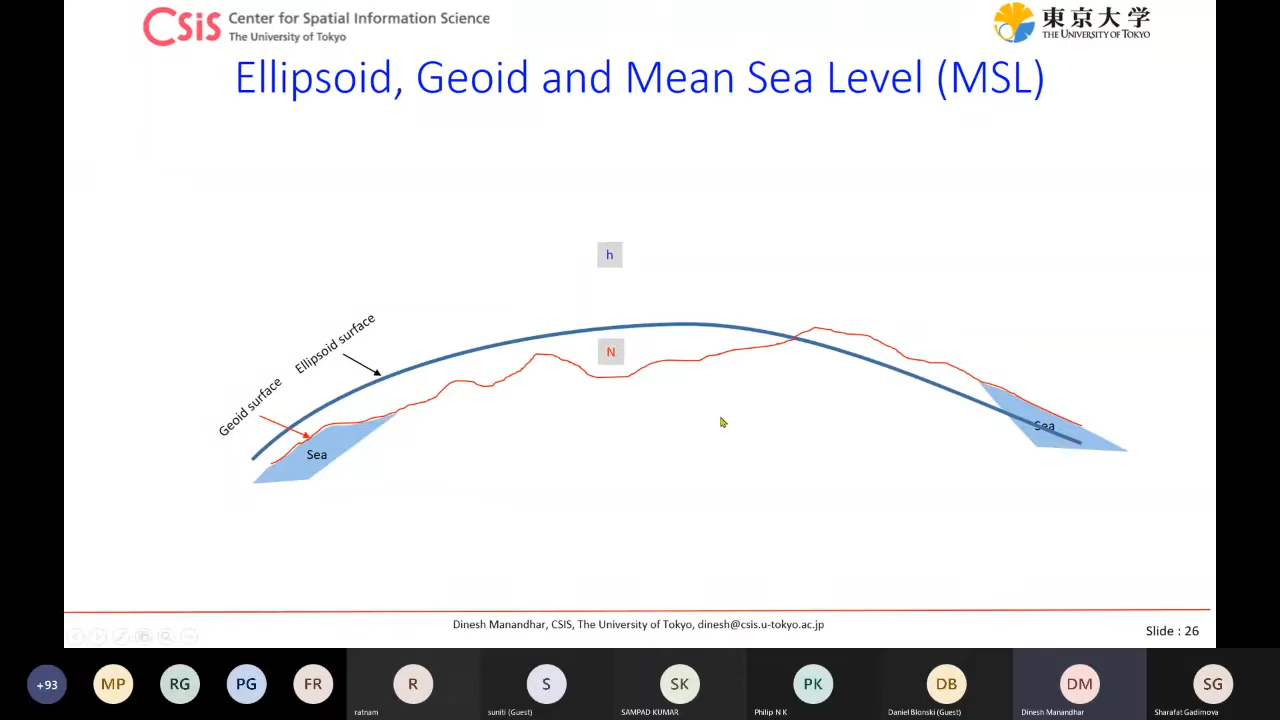 CSiS Center for Spatial Information Science
The University of Tokyo
東京大学
THE UNIVERSITY OF TOKYO
Ellipsoid, Geoid and Mean Sea Level (MSL)
h
Ellipsoid surface
N
Geoid surface
Sea
Sea
Dinesh Manandhar, CSIS, The University of Tokyo, dinesh@csis.u-tokyo.ac.jp
Slide : 26
+93
MP
RG
PG
FR
R
S
SK
PK
DB
DM
SG
ratnam
suniti (Guest)
SAMPAD KUMAR
Philip N K
Daniel Blonski (Guest)
Dinesh Manandhar
Sharafat Gadimova